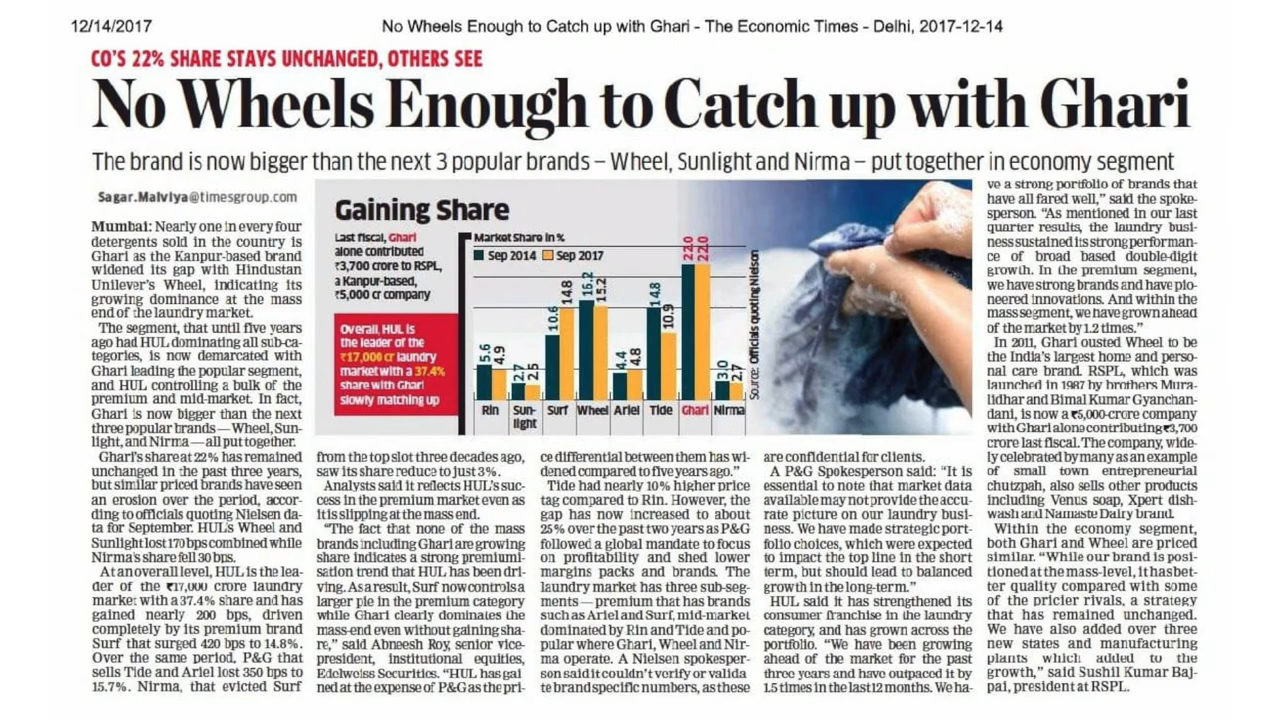 12/14/2017
No Wheels Enough to Catch up with Ghari - The Economic Times - Delhi, 2017-12-14
CO'S 22% SHARE STAYS UNCHANGED, OTHERS SEE
No Wheels Enough to Catch up with Ghari
The brand is now bigger than the next 3 popular brands – Wheel, Sunlight and Nirma – put together in economy segment
Sagar.Malviya@timesgroup.com
Mumbai: Nearly one in every four
detergents sold in the country is
Ghari as the Kanpur-based brand
widened its gap with Hindustan
Unilever's Wheel, indicating its
growing dominance at the mass
end of the laundry market.
The segment, that until five years
ago had HUL dominating all sub-ca-
tegories, is now demarcated with
Ghari leading the popular segment,
and HUL controlling a bulk of the
premium and mid-market. In fact,
Ghari is now bigger than the next
three popular brands — Wheel, Sun-
light, and Nirma — all put together.
Ghari's share at 22% has remained
unchanged in the past three years,
but similar priced brands have seen
an erosion over the period, accor-
ding to officials quoting Nielsen da-
ta for September. HUL's Wheel and
Sunlight lost 170 bps combined while
Nirma's share fell 30 bps.
At an overall level, HUL is the lea-
der of the ₹17,000 crore laundry
market with a 37.4% share and has
gained nearly 200 bps, driven
completely by its premium brand
Surf that surged 420 bps to 14.8%.
Over the same period, P&G that
sells Tide and Ariel lost 350 bps to
15.7%. Nirma, that evicted Surf
Gaining Share
Last fiscal, Ghari
alone contributed
₹3,700 crore to RSPL,
a Kanpur-based,
₹5,000 cr company
Overall, HUL is
the leader of the
₹17,000 cr laundry
market with a 37.4%
share with Ghari
slowly matching up
Market Share in %
Sep 2014 Sep 2017
5.6 4.9 2.7 2.5 10.6 14.8 16.2 15.2 4.4 4.8 14.8 10.9 22.0 22.0 3.0 2.7
Rin Sun- Surf Wheel Ariel Tide Ghari Nirma
light
Source: Officials quoting Nielson
from the top slot three decades ago,
saw its share reduce to just 3%.
Analysts said it reflects HUL's suc-
cess in the premium market even as
it is slipping at the mass end.
"The fact that none of the mass
brands including Ghari are growing
share indicates a strong premiumi-
sation trend that HUL has been dri-
ving. As a result, Surf now controls a
larger pie in the premium category
while Ghari clearly dominates the
mass-end even without gaining sha-
re," said Abneesh Roy, senior vice-
president, institutional equities,
Edelweiss Securities. "HUL has gai
ned at the expense of P&G as the pri-
ce differential between them has wi-
dened compared to five years ago."
Tide had nearly 10% higher price
tag compared to Rin. However, the
gap has now increased to about
25% over the past two years as P&G
followed a global mandate to focus
on profitability and shed lower
margins packs and brands. The
laundry market has three sub-seg-
ments — premium that has brands
such as Ariel and Surf, mid-market
dominated by Rin and Tide and po-
pular where Ghari, Wheel and Nir-
ma operate. A Nielsen spokesper-
son said it couldn't verify or valida
te brand specific numbers, as these
are confidential for clients.
A P&G Spokesperson said: "It is
essential to note that market data
available may not provide the accu-
rate picture on our laundry busi-
ness. We have made strategic port-
folio choices, which were expected
to impact the top line in the short
term, but should lead to balanced
growth in the long-term."
HUL said it has strengthened its
consumer franchise in the laundry
category, and has grown across the
portfolio. "We have been growing
ahead of the market for the past
three years and have outpaced it by
1.5 times in the last 12 months. We ha-
ve a strong portfolio of brands that
have all fared well," said the spoke-
sperson. "As mentioned in our last
quarter results, the laundry busi-
ness sustained its strong performan-
ce of broad based double-digit
growth. In the premium segment,
we have strong brands and have pio-
neered innovations. And within the
mass segment, we have grown ahead
of the market by 1.2 times."
In 2011, Ghari ousted Wheel to be
the India's largest home and perso-
nal care brand. RSPL, which was
launched in 1987 by brothers Mura-
lidhar and Bimal Kumar Gyanchan-
dani, is now a ₹5,000-crore company
with Ghari alone contributing ₹3,700
crore last fiscal. The company, wide-
ly celebrated by many as an example
of small town entrepreneurial
chutzpah, also sells other products
including Venus soap, Xpert dish-
wash and Namaste Dairy brand.
Within the economy segment,
both Ghari and Wheel are priced
similar. "While our brand is posi-
tioned at the mass-level, it has bet-
ter quality compared with some
of the pricier rivals, a strategy
that has remained unchanged.
We have also added over three
new states and manufacturing
plants which added to the
growth," said Sushil Kumar Baj-
pai, president at RSPL.